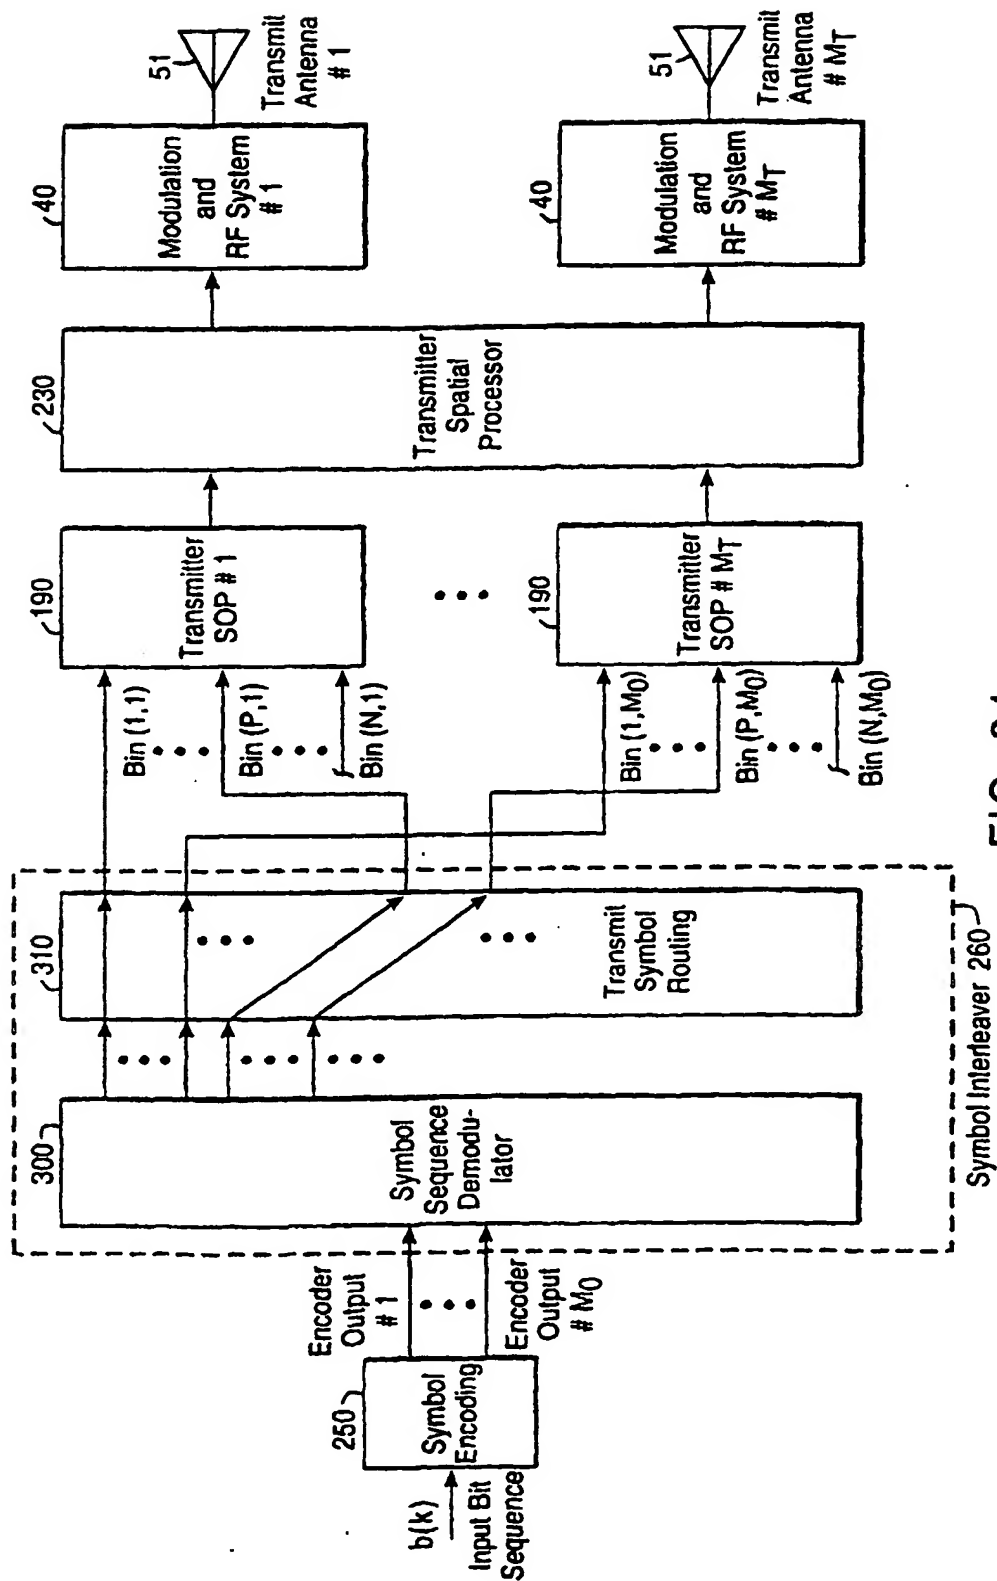 b(k)
Input Bit
Sequence
250
Symbol
Encoding
Encoder
Output
# 1
Encoder
Output
# M0
300
Symbol
Sequence
Demodu-
lator
310
Transmit
Symbol
Routing
Symbol Interleaver 260
Bin (1,1)
Bin (P,1)
Bin (N,1)
Bin (1,M0)
Bin (P,M0)
Bin (N,M0)
190
Transmitter
SOP # 1
190
Transmitter
SOP # MT
230
Transmitter
Spatial
Processor
40
Modulation
and
RF System
# 1
40
Modulation
and
RF System
# MT
51
Transmit
Antenna
# 1
51
Transmit
Antenna
# MT